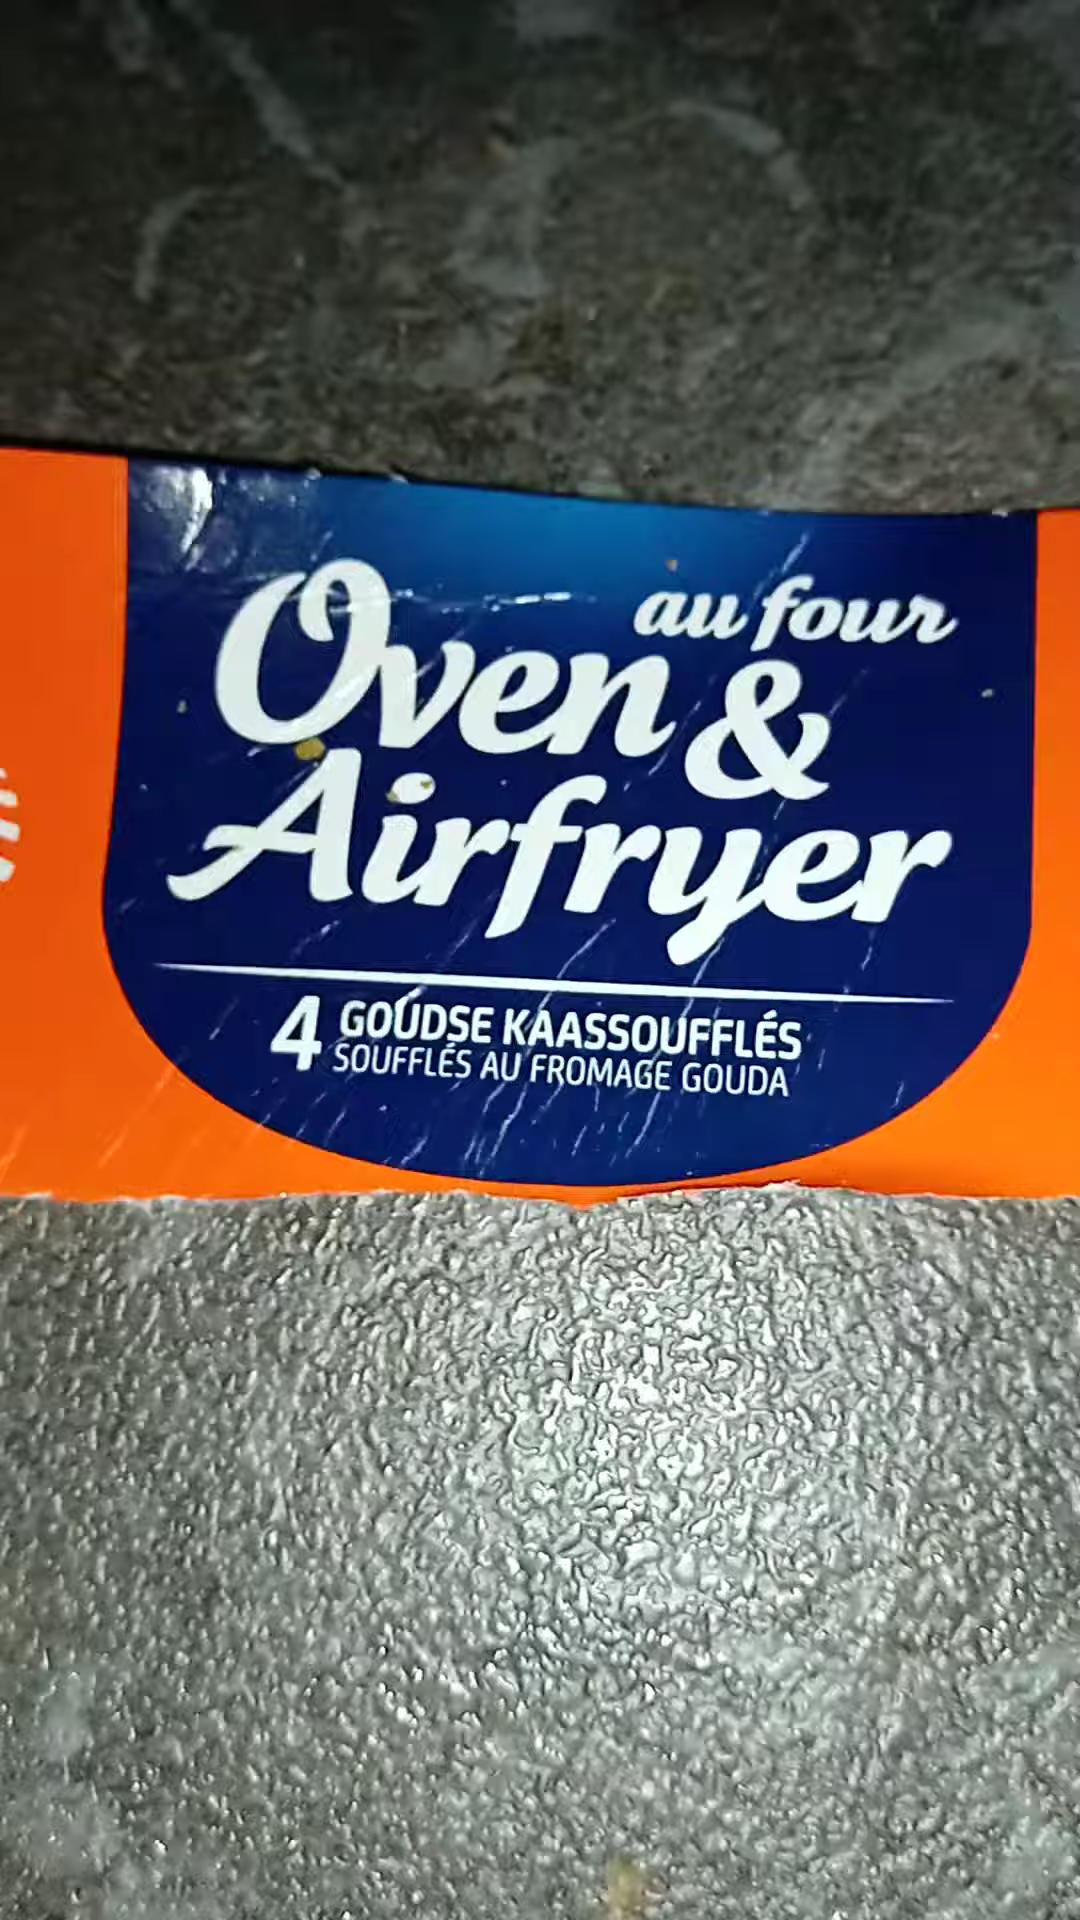 au four
Oven &
Airfryer
4 GOUDSE KAASSOUFFLÉS
SOUFFLÉS AU FROMAGE GOUDA